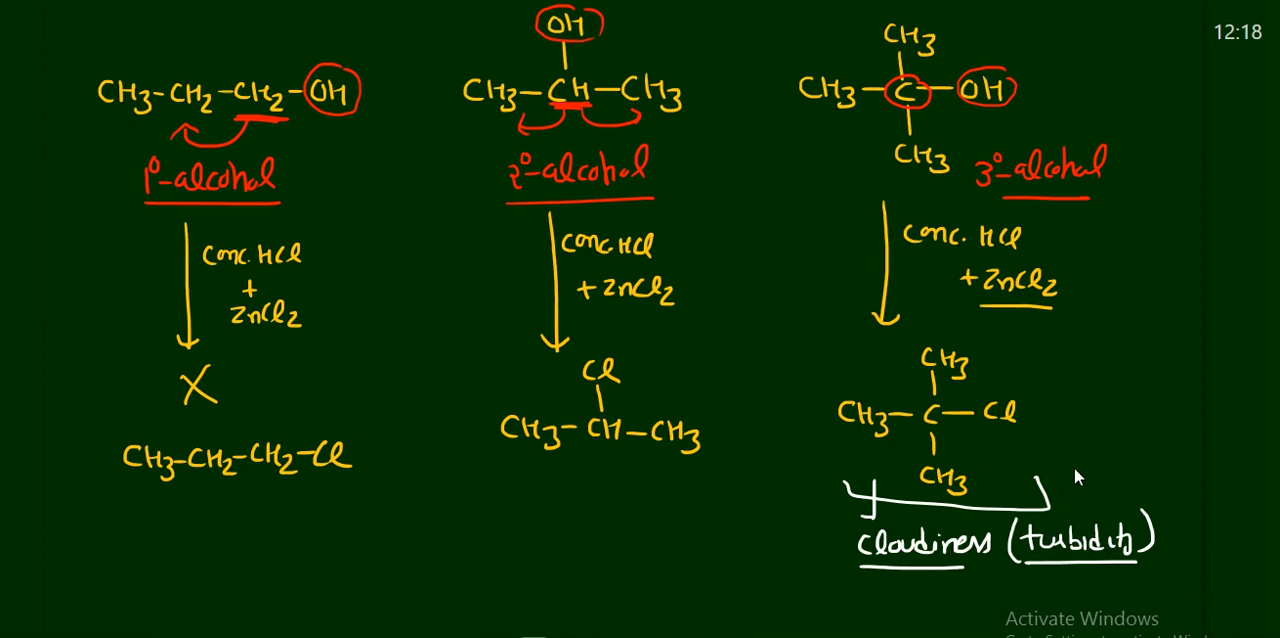 12:18
CH3-CH2-CH2-OH
1°-alcohol
Conc. HCl
+
ZnCl2
X
CH3-CH2-CH2-Cl
OH
CH3-CH-CH3
2°-alcohol
Conc. HCl
+ ZnCl2
Cl
CH3-CH-CH3
CH3
CH3-C-OH
CH3
3°-alcohol
Conc. HCl
+ ZnCl2
CH3
CH3-C-Cl
CH3
Cloudiness (turbidity)
Activate Windows